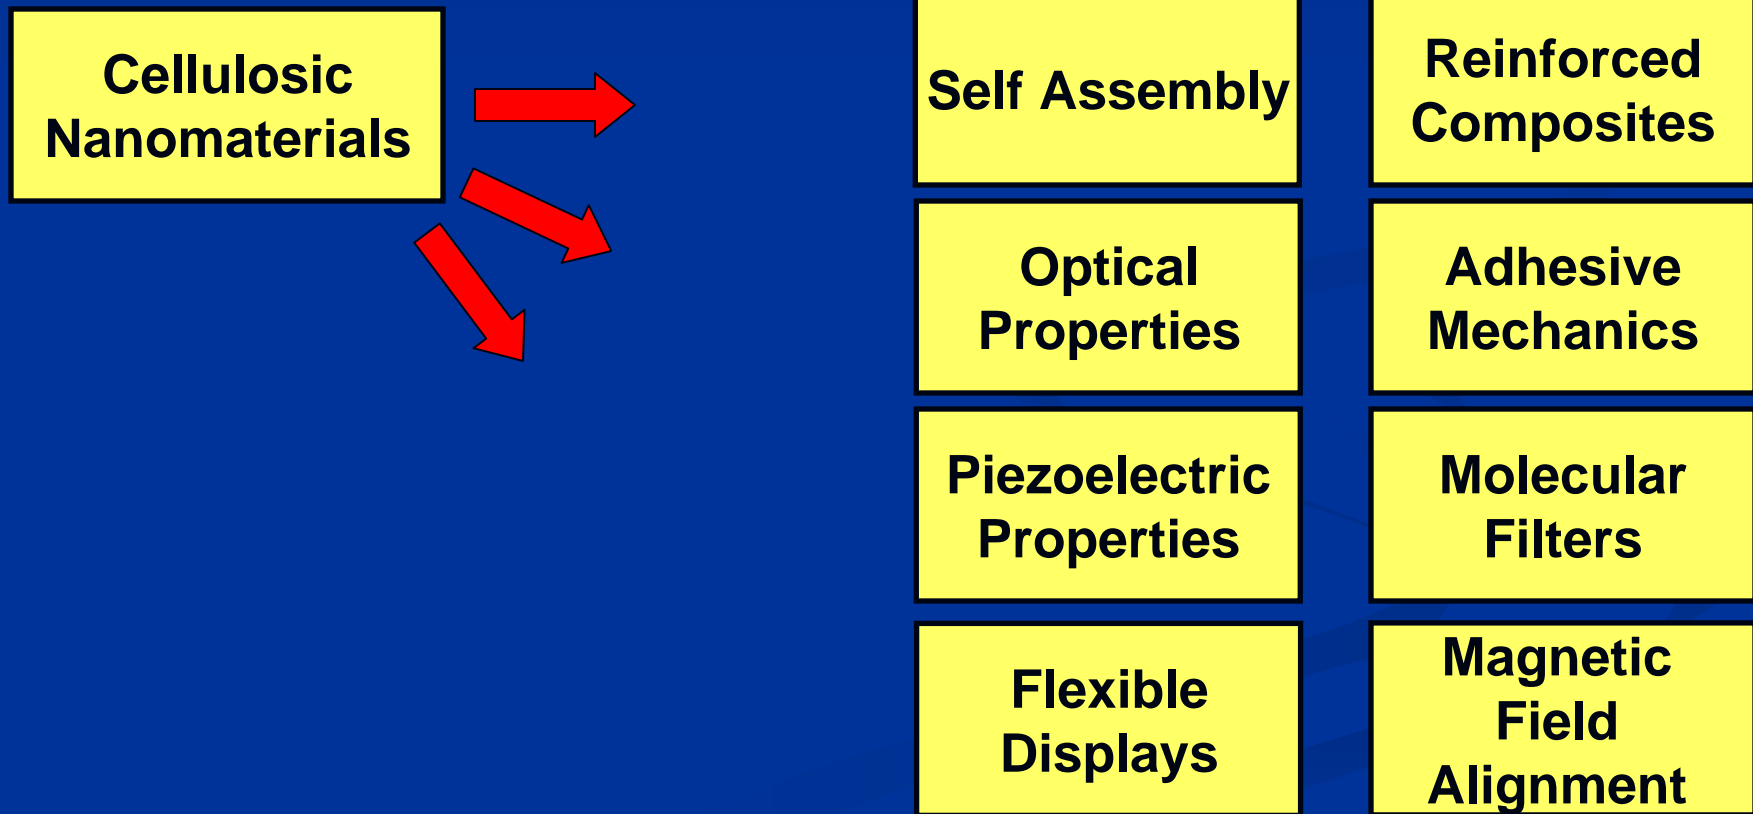 Cellulosic
Nanomaterials
Self Assembly
Reinforced
Composites
Optical
Properties
Adhesive
Mechanics
Piezoelectric
Properties
Molecular
Filters
Flexible
Displays
Magnetic
Field
Alignment